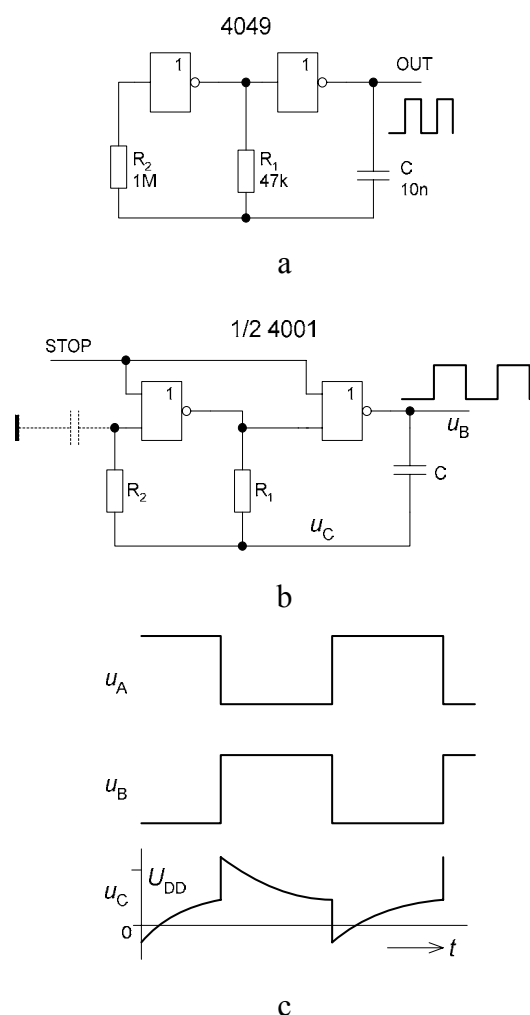 4049
1 1 OUT
R2 1M R1 47k C 10n
a
1/2 4001
STOP
1 1
uB
R2 R1 C
uC
b
uA
uB
UDD
uC
0
t
c